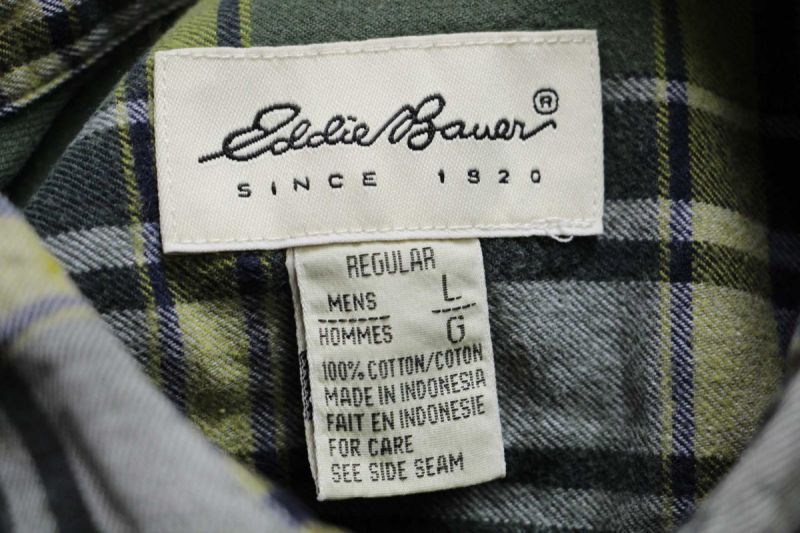 Eddie Bauer ®
SINCE 1920
REGULAR
MENS L
HOMMES G
100% COTTON/COTON
MADE IN INDONESIA
FAIT EN INDONESIE
FOR CARE
SEE SIDE SEAM